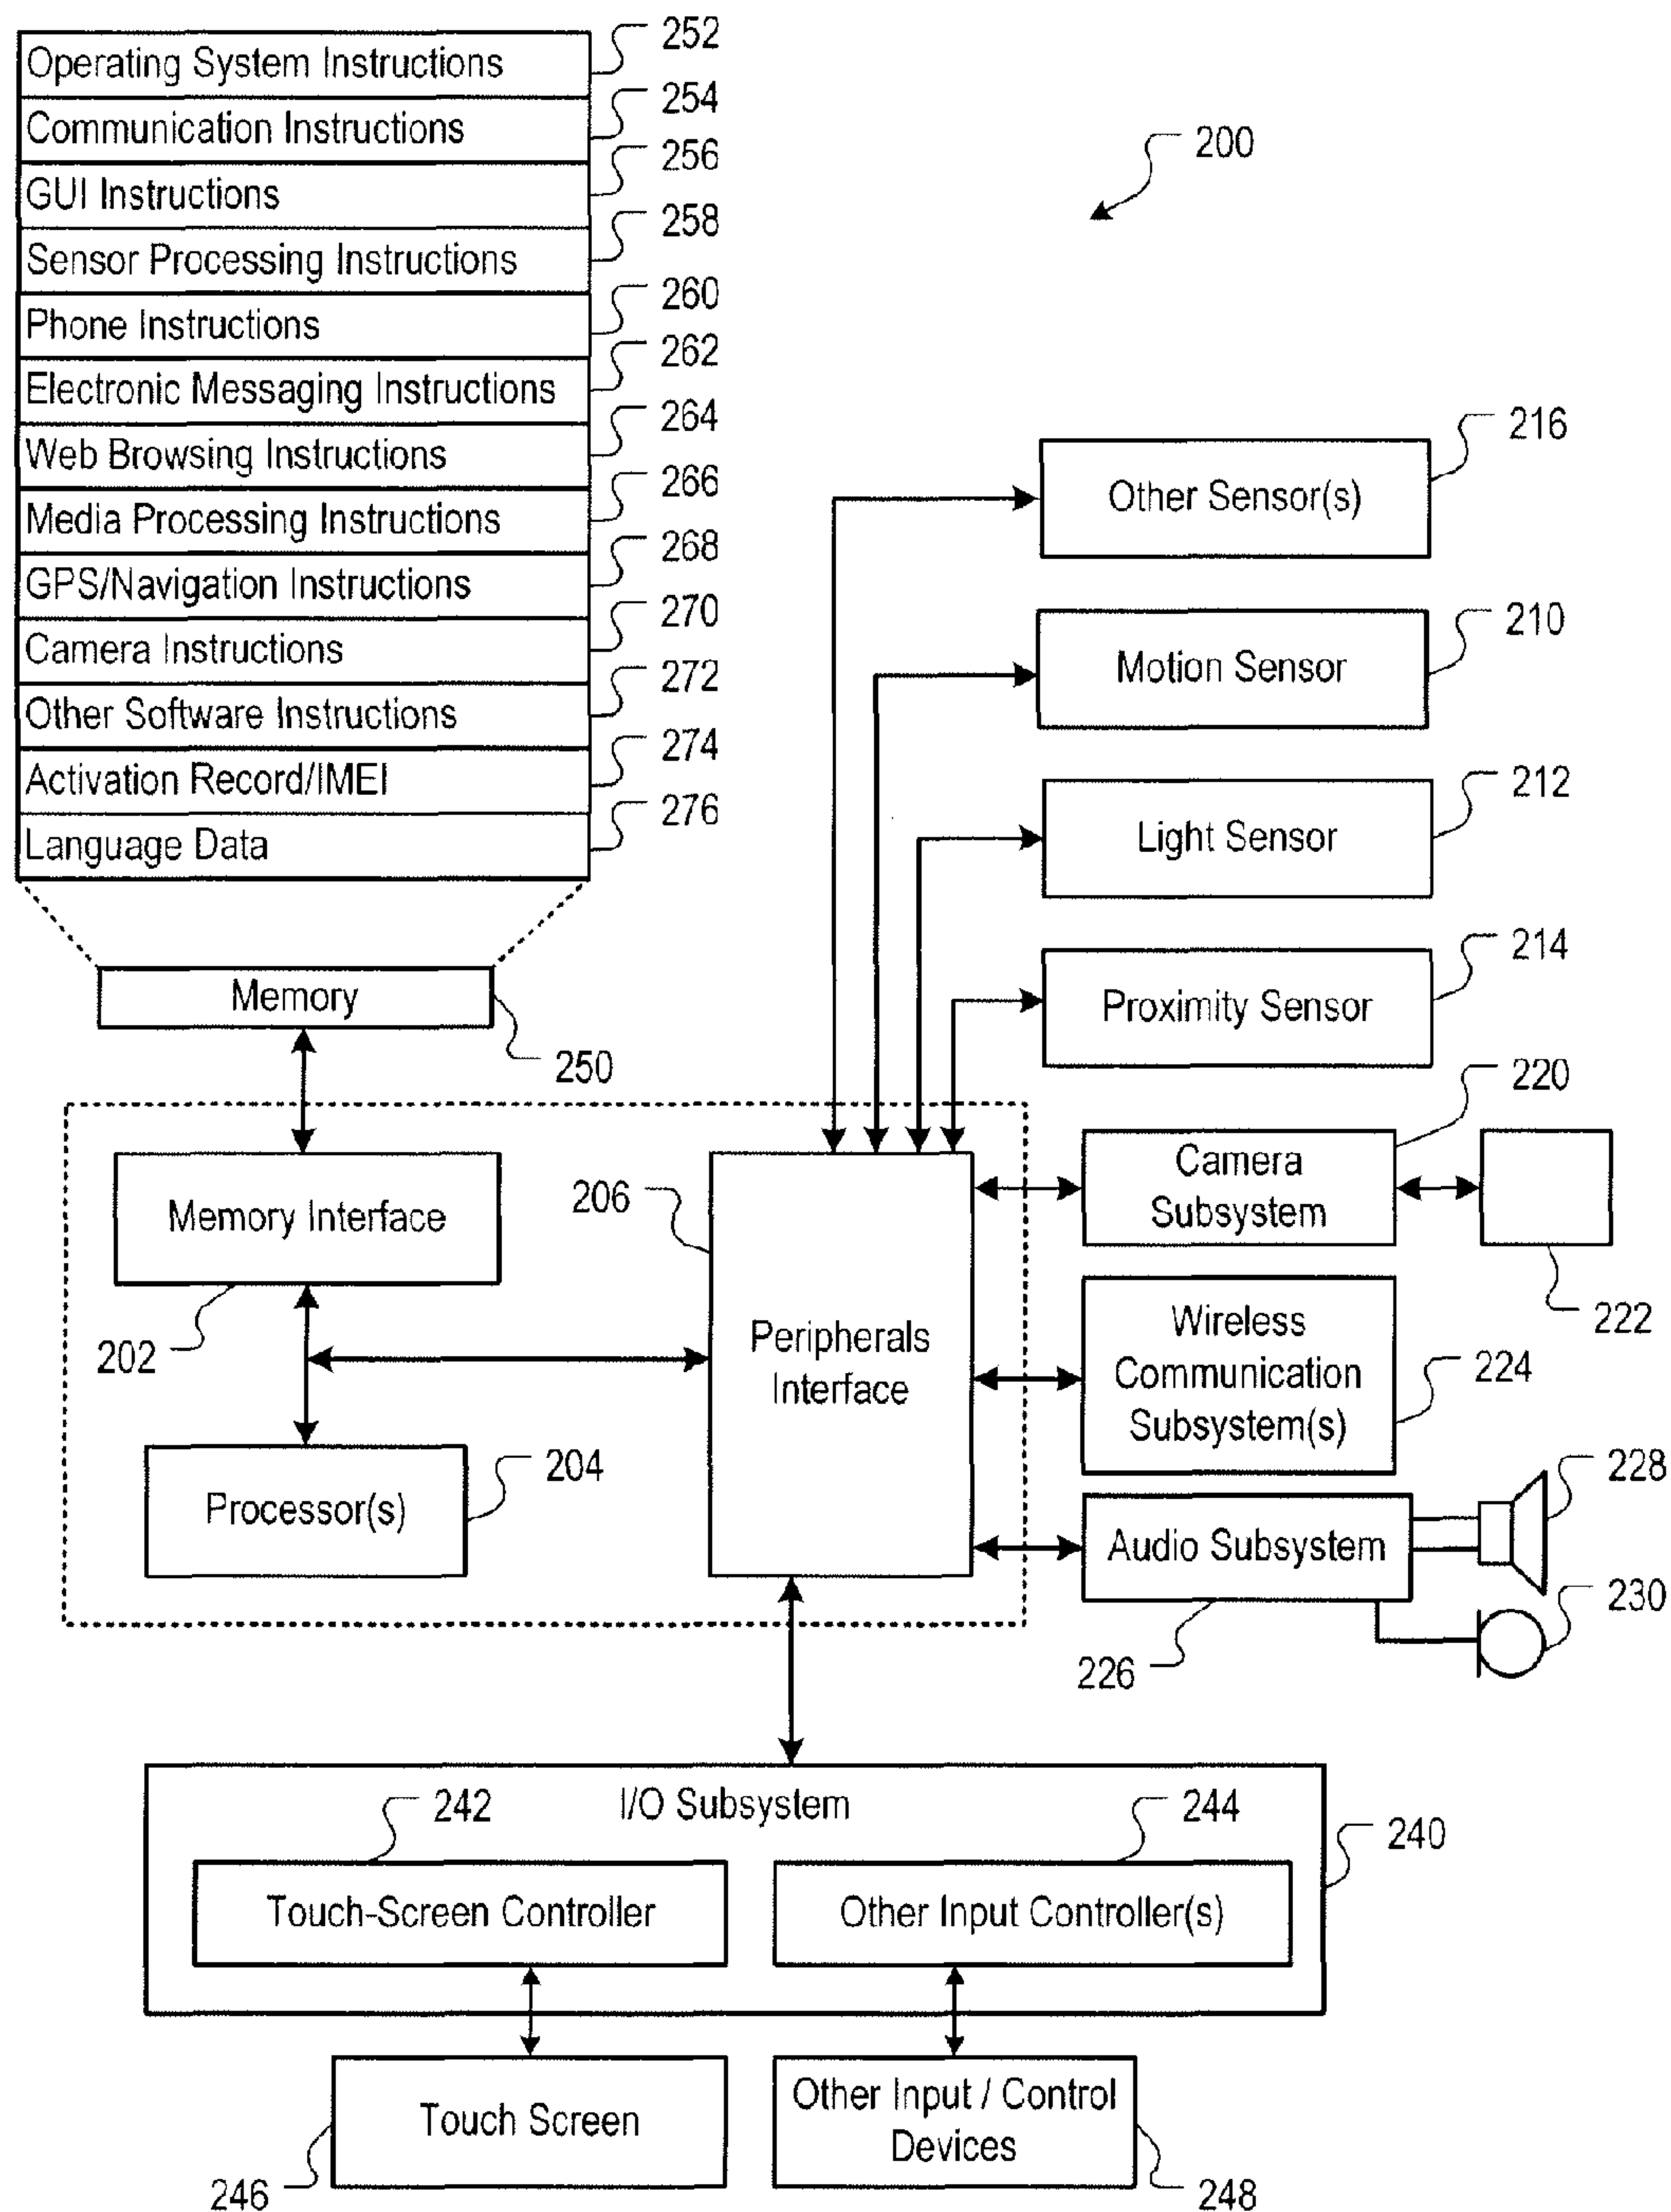 252
Operating System Instructions
254
Communication Instructions
256
GUI Instructions
258
Sensor Processing Instructions
260
Phone Instructions
262
Electronic Messaging Instructions
264
Web Browsing Instructions
266
Media Processing Instructions
268
GPS/Navigation Instructions
270
Camera Instructions
272
Other Software Instructions
274
Activation Record/IMEI
276
Language Data
200
216
Other Sensor(s)
210
Motion Sensor
212
Light Sensor
214
Proximity Sensor
Memory
250
220
Camera
Subsystem
222
Memory Interface
202
206
Peripherals
Interface
Wireless
Communication
Subsystem(s)
224
204
Processor(s)
228
Audio Subsystem
230
226
I/O Subsystem
242
244
240
Touch-Screen Controller
Other Input Controller(s)
Touch Screen
Other Input / Control
Devices
246
248